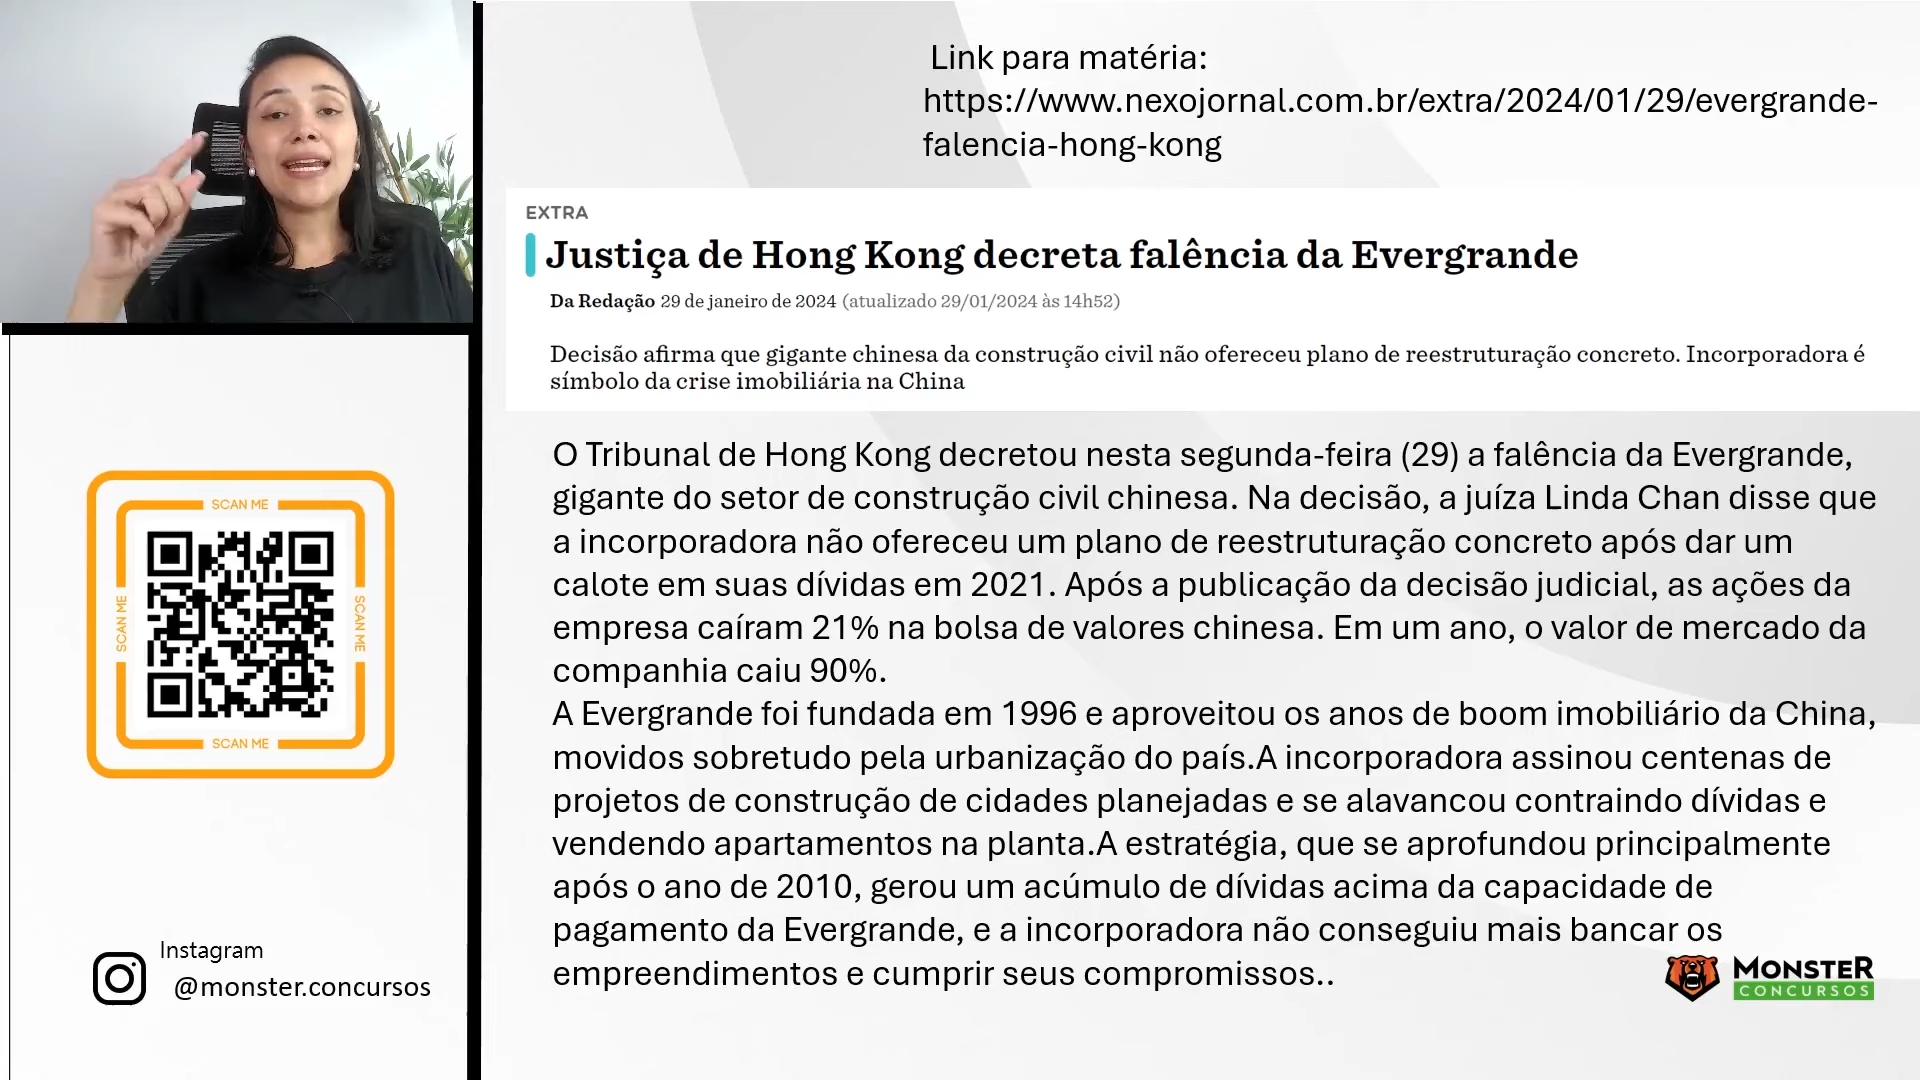 Link para matéria:
https://www.nexojornal.com.br/extra/2024/01/29/evergrande-
falencia-hong-kong
EXTRA
Justiça de Hong Kong decreta falência da Evergrande
Da Redação 29 de janeiro de 2024 (atualizado 29/01/2024 às 14h52)
Decisão afirma que gigante chinesa da construção civil não ofereceu plano de reestruturação concreto. Incorporadora é
símbolo da crise imobiliária na China
O Tribunal de Hong Kong decretou nesta segunda-feira (29) a falência da Evergrande,
gigante do setor de construção civil chinesa. Na decisão, a juíza Linda Chan disse que
a incorporadora não ofereceu um plano de reestruturação concreto após dar um
calote em suas dívidas em 2021. Após a publicação da decisão judicial, as ações da
empresa caíram 21% na bolsa de valores chinesa. Em um ano, o valor de mercado da
companhia caiu 90%.
A Evergrande foi fundada em 1996 e aproveitou os anos de boom imobiliário da China,
movidos sobretudo pela urbanização do país.A incorporadora assinou centenas de
projetos de construção de cidades planejadas e se alavancou contraindo dívidas e
vendendo apartamentos na planta.A estratégia, que se aprofundou principalmente
após o ano de 2010, gerou um acúmulo de dívidas acima da capacidade de
pagamento da Evergrande, e a incorporadora não conseguiu mais bancar os
empreendimentos e cumprir seus compromissos..
SCAN ME
SCAN ME
SCAN ME
SCAN ME
Instagram
@monster.concursos
MONSTER
CONCURSOS